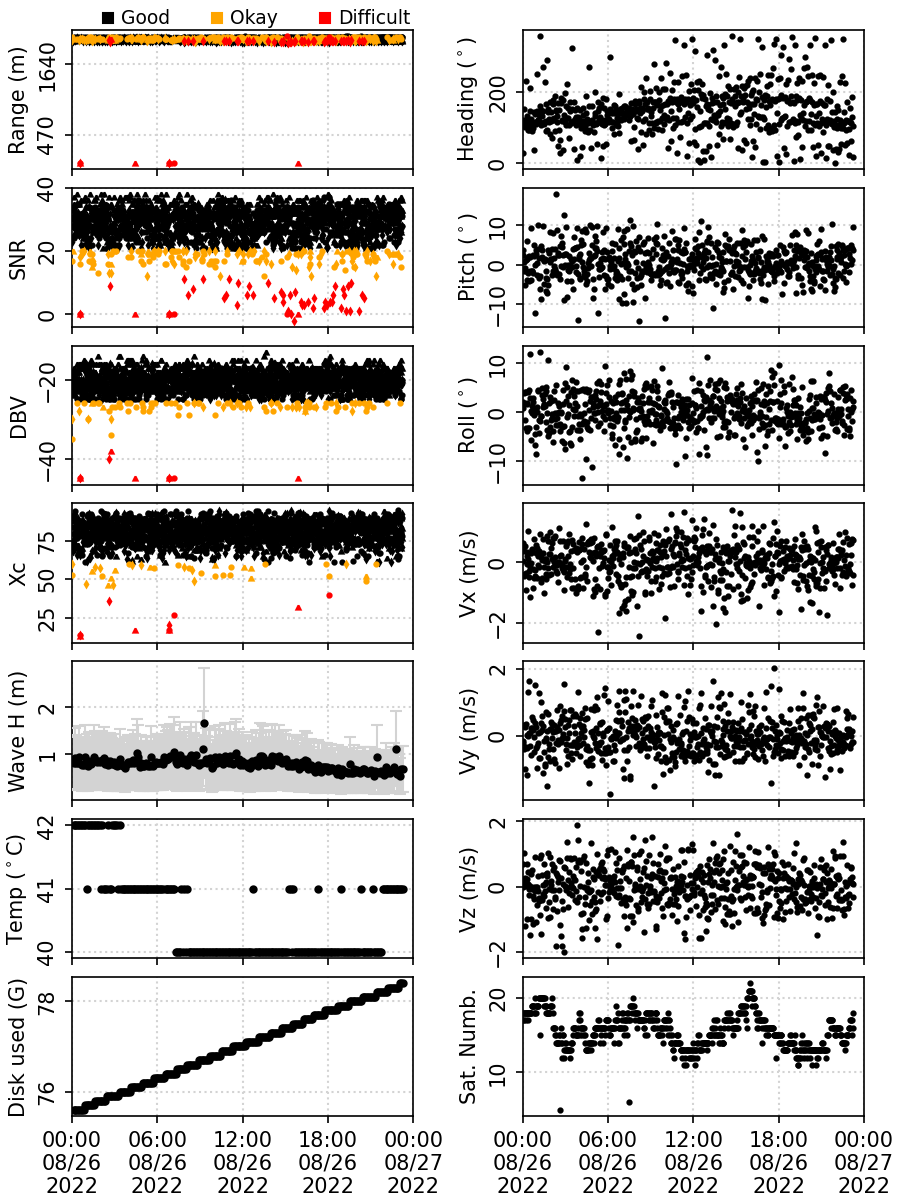 Good Okay Difficult
Range (m)
1640
470
Heading (°)
200
0
SNR
40
20
0
Pitch (°)
10
0
−10
DBV
−20
−40
Roll (°)
10
0
−10
Xc
75
50
25
Vx (m/s)
0
−2
Wave H (m)
2
1
Vy (m/s)
2
0
Temp (°C)
42
41
40
Vz (m/s)
2
0
−2
Disk used (G)
78
76
Sat. Numb.
20
10
00:00 06:00 12:00 18:00 00:00
08/26 08/26 08/26 08/26 08/27
2022 2022 2022 2022 2022
00:00 06:00 12:00 18:00 00:00
08/26 08/26 08/26 08/26 08/27
2022 2022 2022 2022 2022